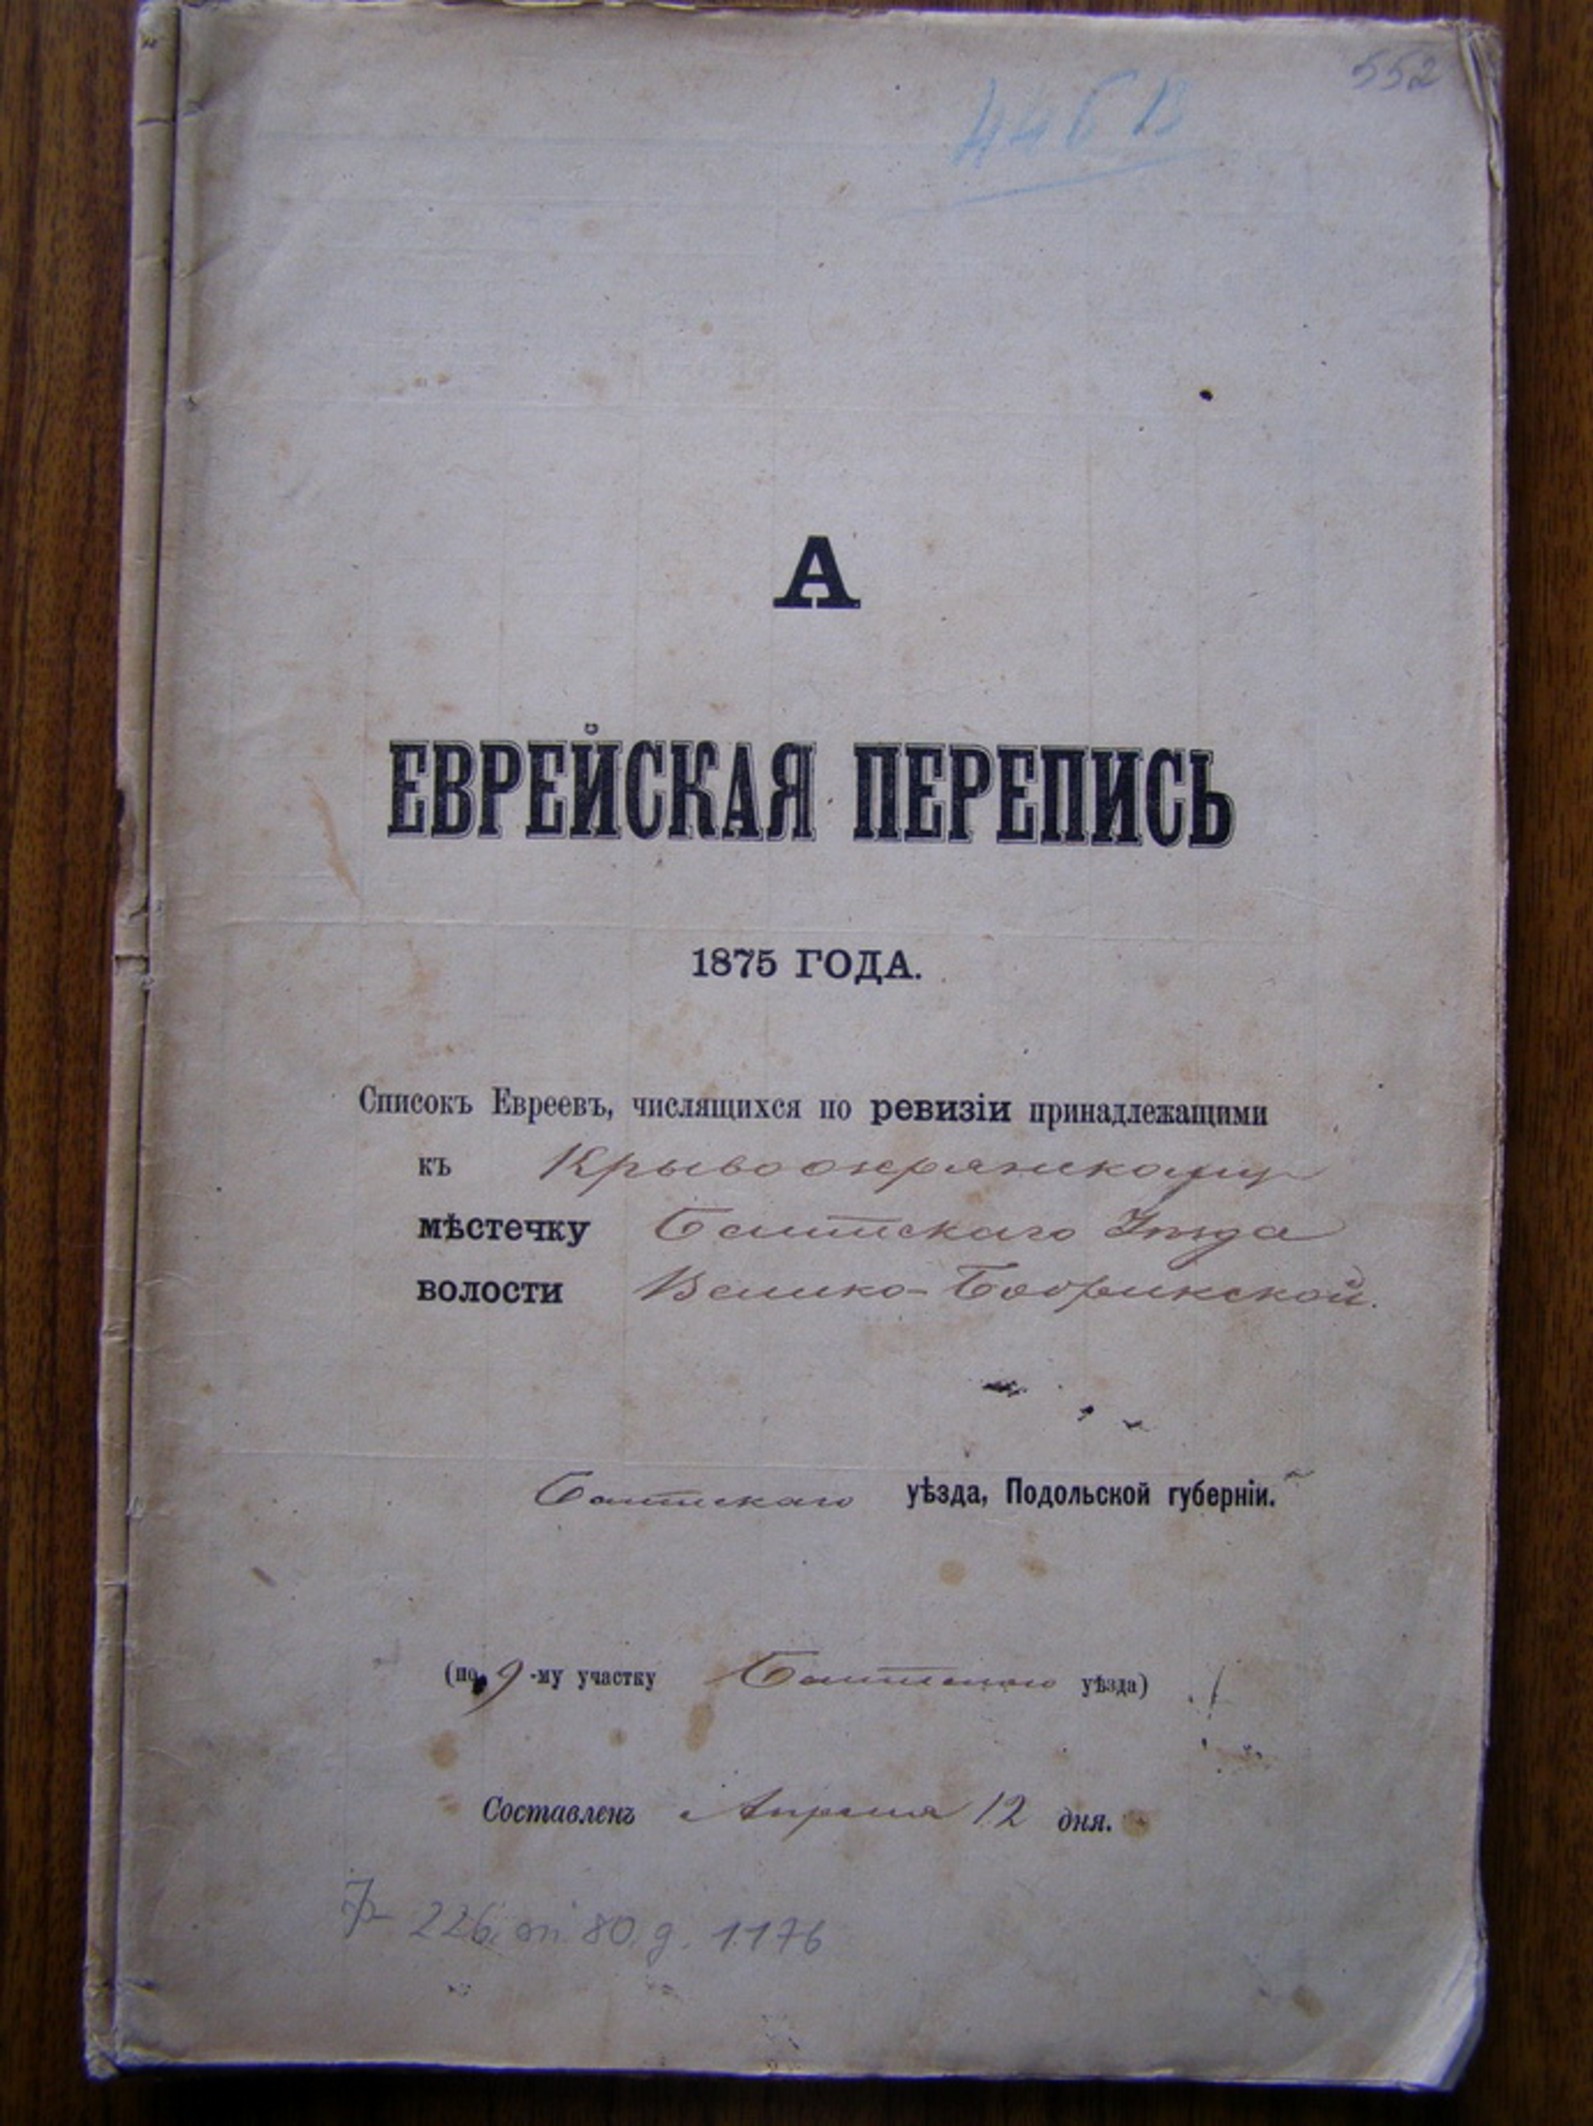 552
446 В
А
ЕВРЕЙСКАЯ ПЕРЕПИСЬ
1875 ГОДА.
Списокъ Евреевъ, числящихся по ревизіи принадлежащими
къ Крывоозерянскому
мѣстечку Балтскаго Уѣзда
волости Велико-Бобрикской.
Балтскаго уѣзда, Подольской губерніи.
(по 9-му участку Балтскаго уѣзда)
Составленъ Апреля 12 дня.
226, оп. 80. д. 1176